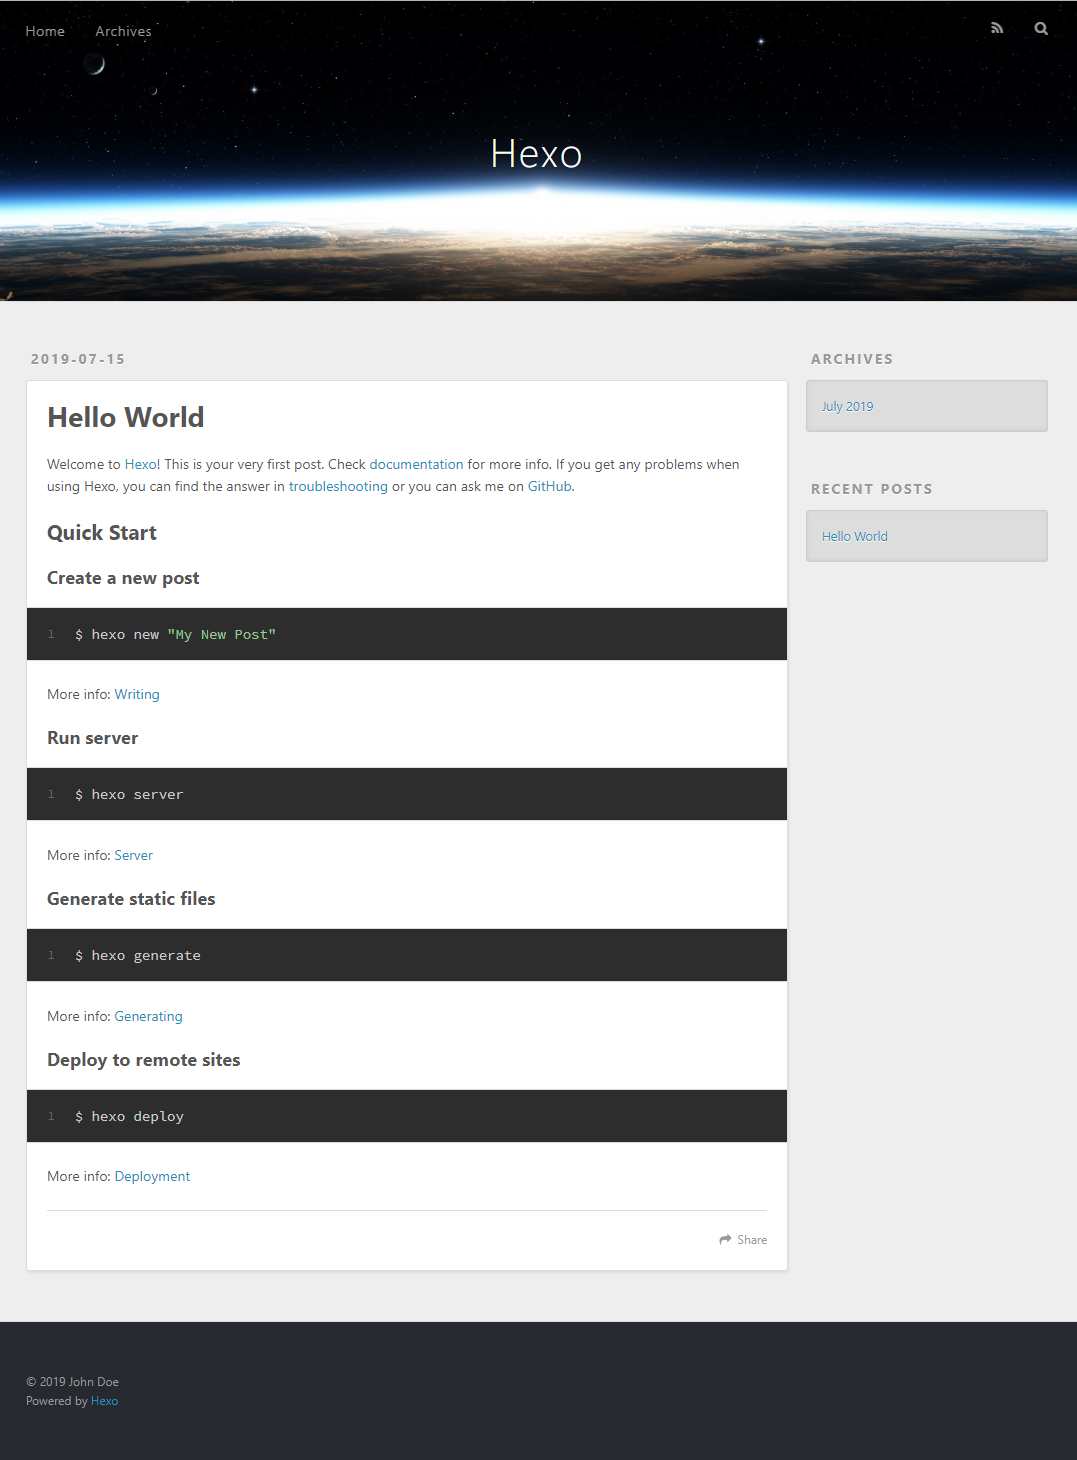 Home Archives
Hexo
2019-07-15
Hello World
Welcome to Hexo! This is your very first post. Check documentation for more info. If you get any problems when
using Hexo, you can find the answer in troubleshooting or you can ask me on GitHub.
Quick Start
Create a new post
1 $ hexo new "My New Post"
More info: Writing
Run server
1 $ hexo server
More info: Server
Generate static files
1 $ hexo generate
More info: Generating
Deploy to remote sites
1 $ hexo deploy
More info: Deployment
Share
ARCHIVES
July 2019
RECENT POSTS
Hello World
© 2019 John Doe
Powered by Hexo